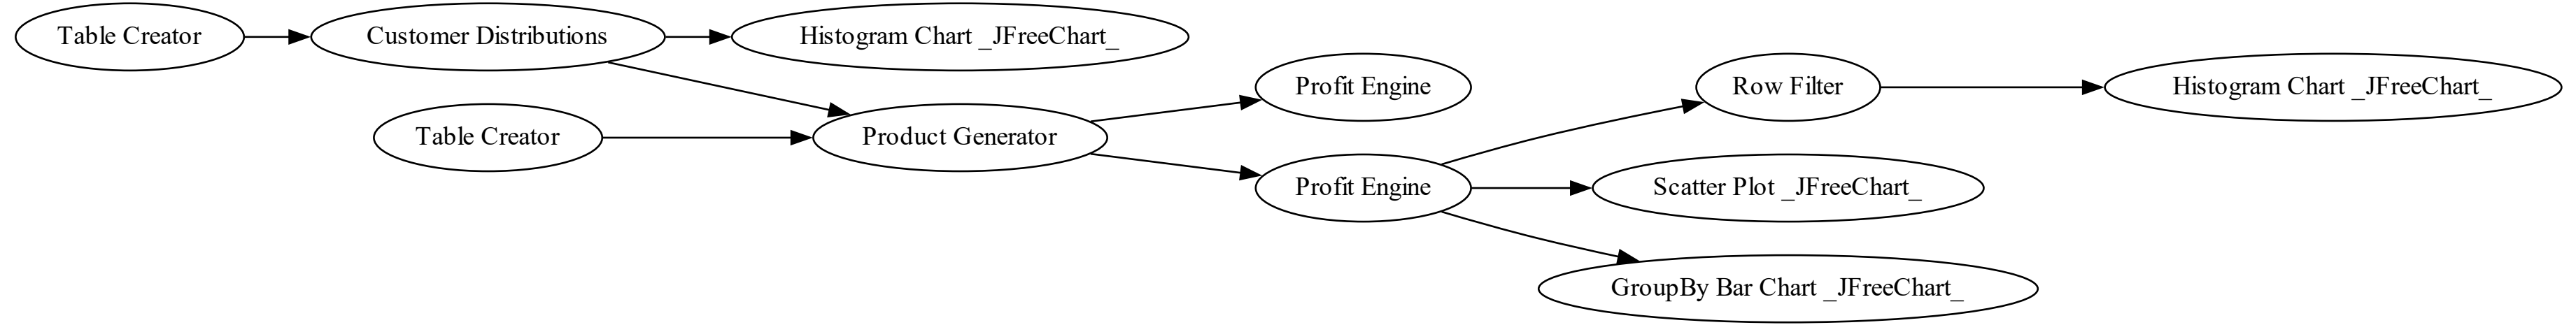 Table Creator
Customer Distributions
Histogram Chart _JFreeChart_
Table Creator
Product Generator
Profit Engine
Profit Engine
Row Filter
Histogram Chart _JFreeChart_
Scatter Plot _JFreeChart_
GroupBy Bar Chart _JFreeChart_